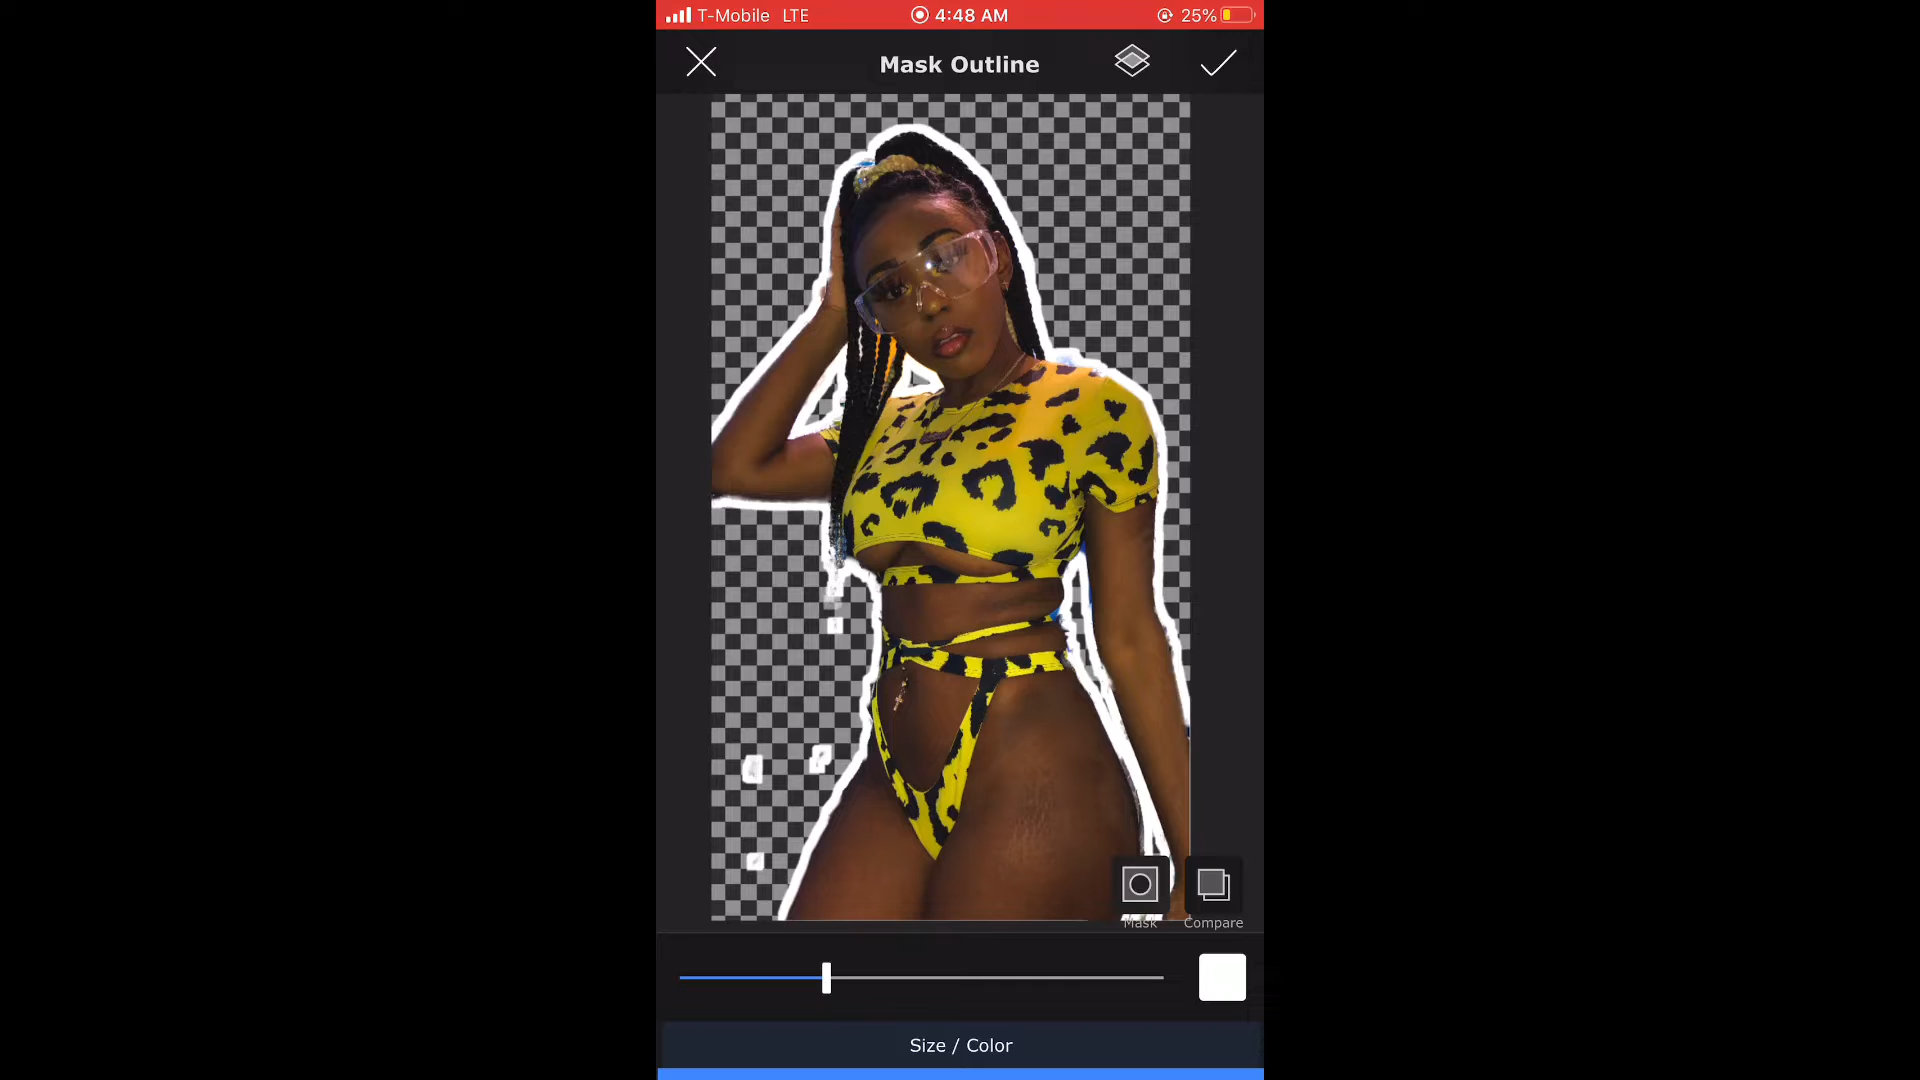 T-Mobile LTE 4:48 AM 25%
Mask Outline
Mask Compare
Size / Color